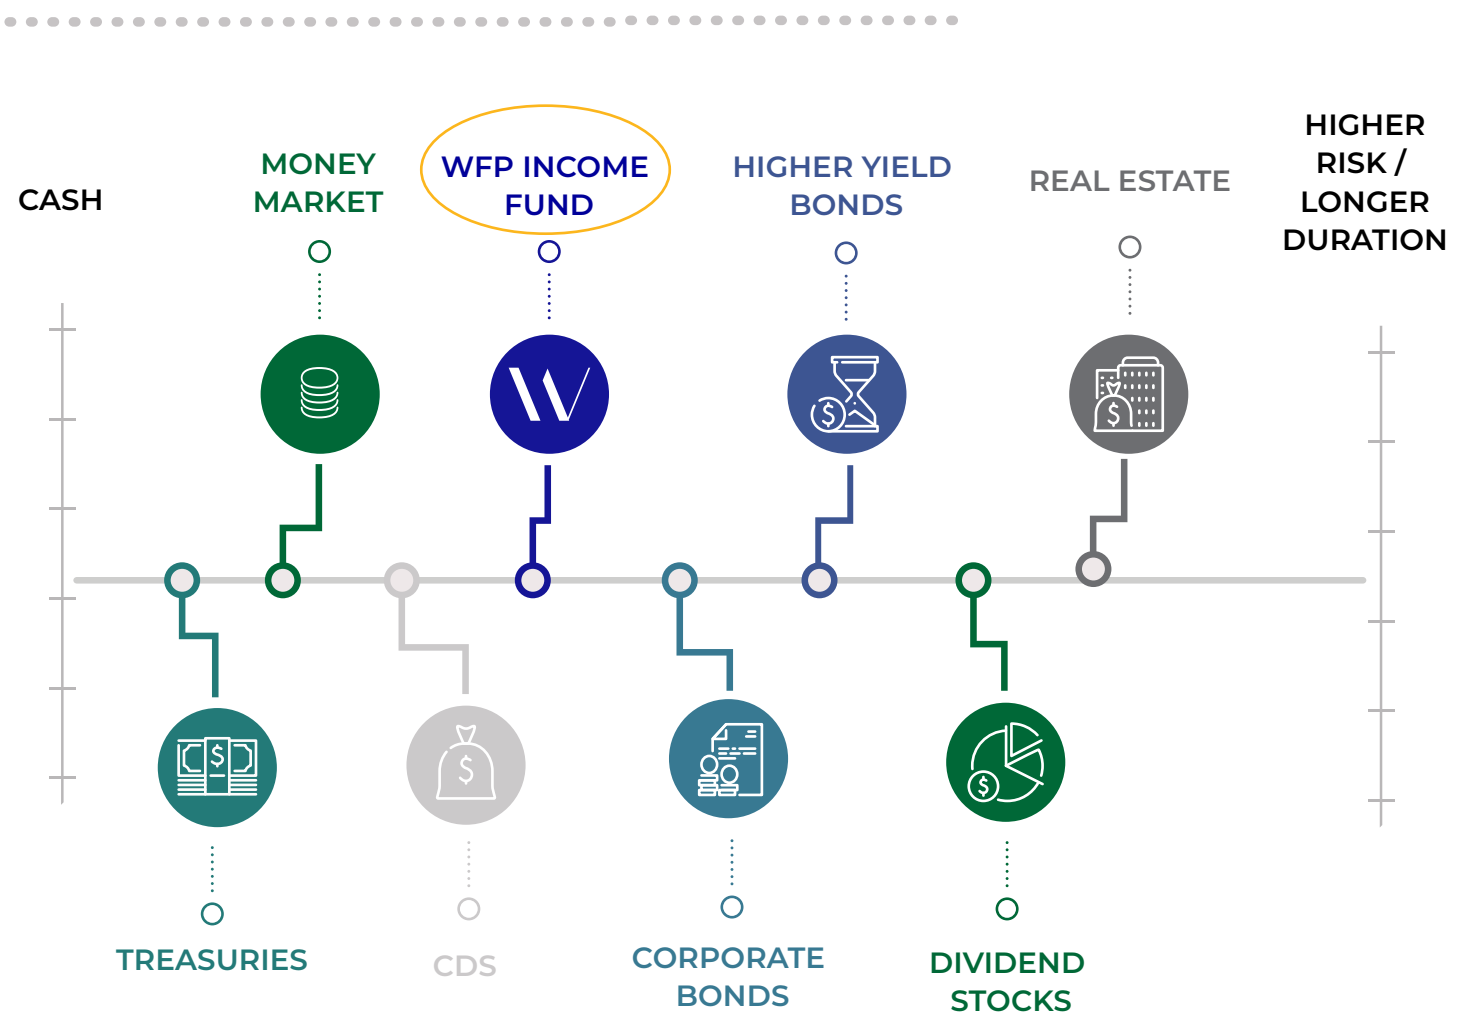 CASH
MONEY
MARKET
WFP INCOME
FUND
HIGHER YIELD
BONDS
REAL ESTATE
HIGHER
RISK /
LONGER
DURATION
$
$
$
$
$
TREASURIES
CDS
CORPORATE
BONDS
DIVIDEND
STOCKS